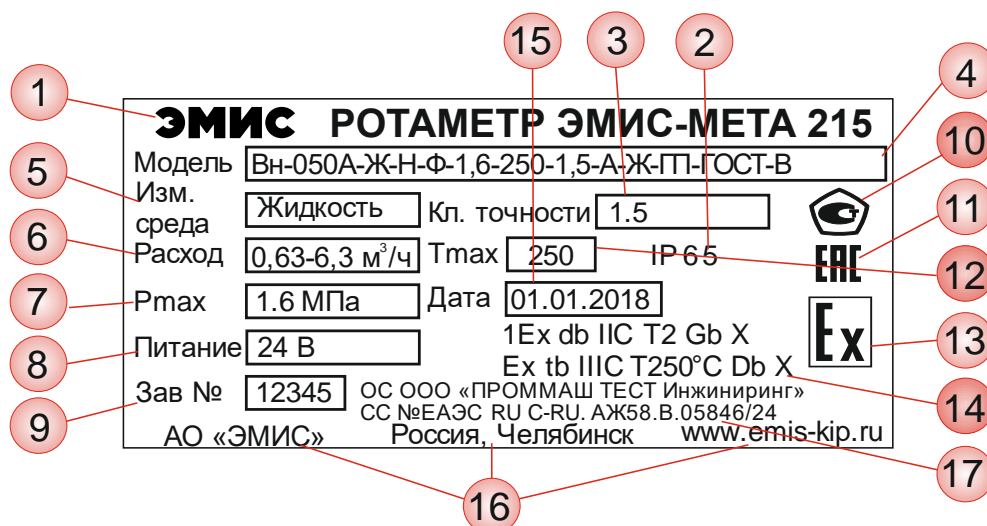 15 3 2
1 4
ЭМИС РОТАМЕТР ЭМИС-МЕТА 215
Модель Вн-050А-Ж-Н-Ф-1,6-250-1,5-А-Ж-ГП-ГОСТ-В
10
5 Изм. среда Жидкость Кл. точности 1.5
11
6 Расход 0,63-6,3 м³/ч Tmax 250 IP65 EAC
12
7 Pmax 1.6 МПа Дата 01.01.2018
1Ex db IIC T2 Gb X Ex
13
8 Питание 24 В
Ex tb IIIC T250°C Db X
9 Зав № 12345 ОС ООО «ПРОММАШ ТЕСТ Инжиниринг»
14
СС №ЕАЭС RU C-RU. АЖ58.В.05846/24
АО «ЭМИС» Россия, Челябинск www.emis-kip.ru
17
16